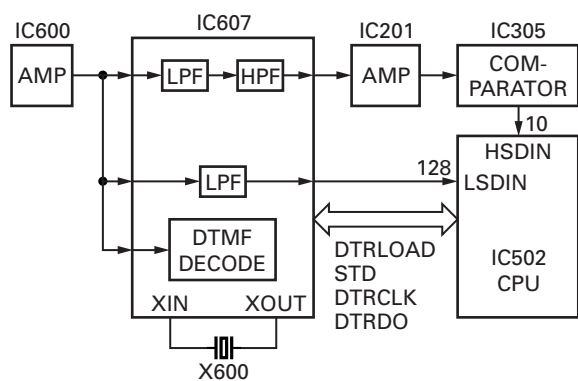 IC600
IC607
IC201
IC305
AMP
LPF
HPF
AMP
COM-
PARATOR
10
HSDIN
LPF
128
LSDIN
DTMF
DECODE
DTRLOAD
STD
DTRCLK
DTRDO
IC502
CPU
XIN
XOUT
X600